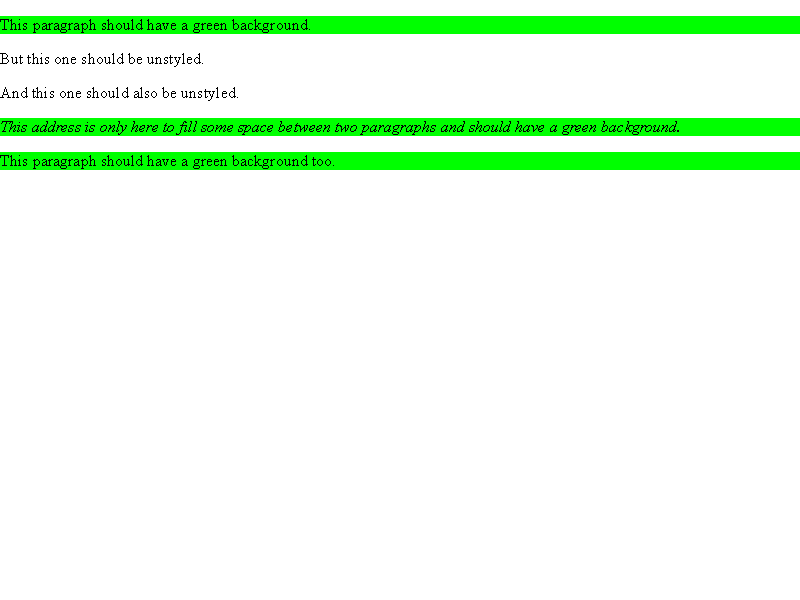 This paragraph should have a green background.
But this one should be unstyled.
And this one should also be unstyled.
This address is only here to fill some space between two paragraphs and should have a green background.
This paragraph should have a green background too.